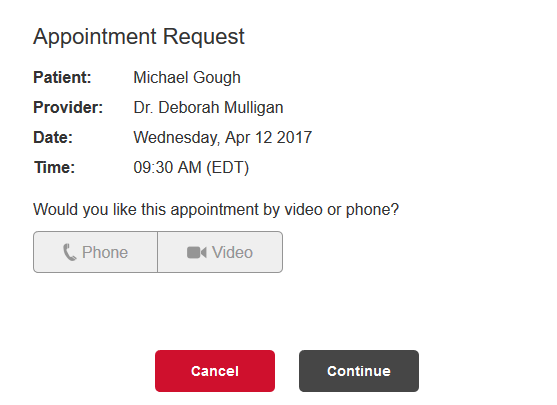 Appointment Request
Patient: Michael Gough
Provider: Dr. Deborah Mulligan
Date: Wednesday, Apr 12 2017
Time: 09:30 AM (EDT)
Would you like this appointment by video or phone?
Phone Video
Cancel Continue